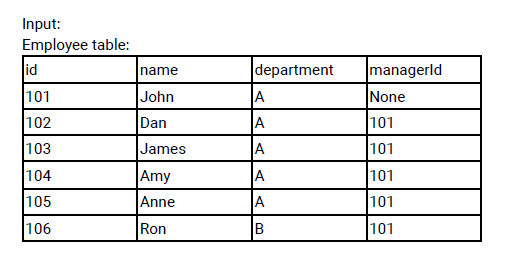 Input:
Employee table:
id name department managerId
101 John A None
102 Dan A 101
103 James A 101
104 Amy A 101
105 Anne A 101
106 Ron B 101